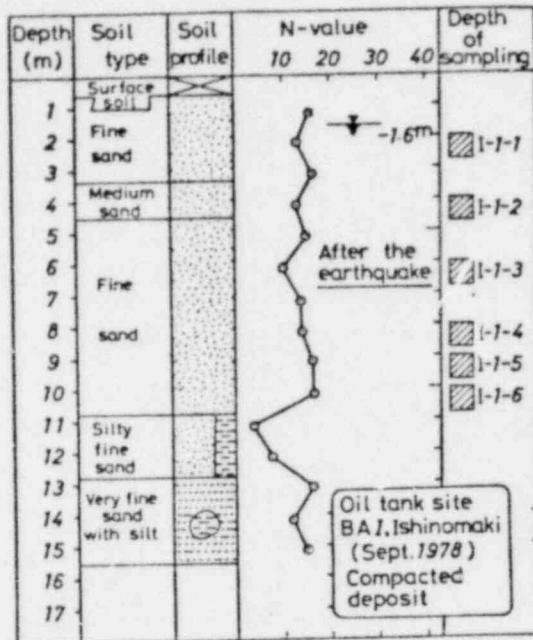 Depth
(m)
Soil
type
Soil
profile
N-value
10 20 30 40
Depth
of
sampling
Surface
soil
Fine
sand
Medium
sand
Fine
sand
Silty
fine
sand
Very fine
sand
with silt
1
2
3
4
5
6
7
8
9
10
11
12
13
14
15
16
17
-1.6m
After the
earthquake
I-1-1
I-1-2
I-1-3
I-1-4
I-1-5
I-1-6
Oil tank site
BA1, Ishinomaki
(Sept. 1978)
Compacted
deposit